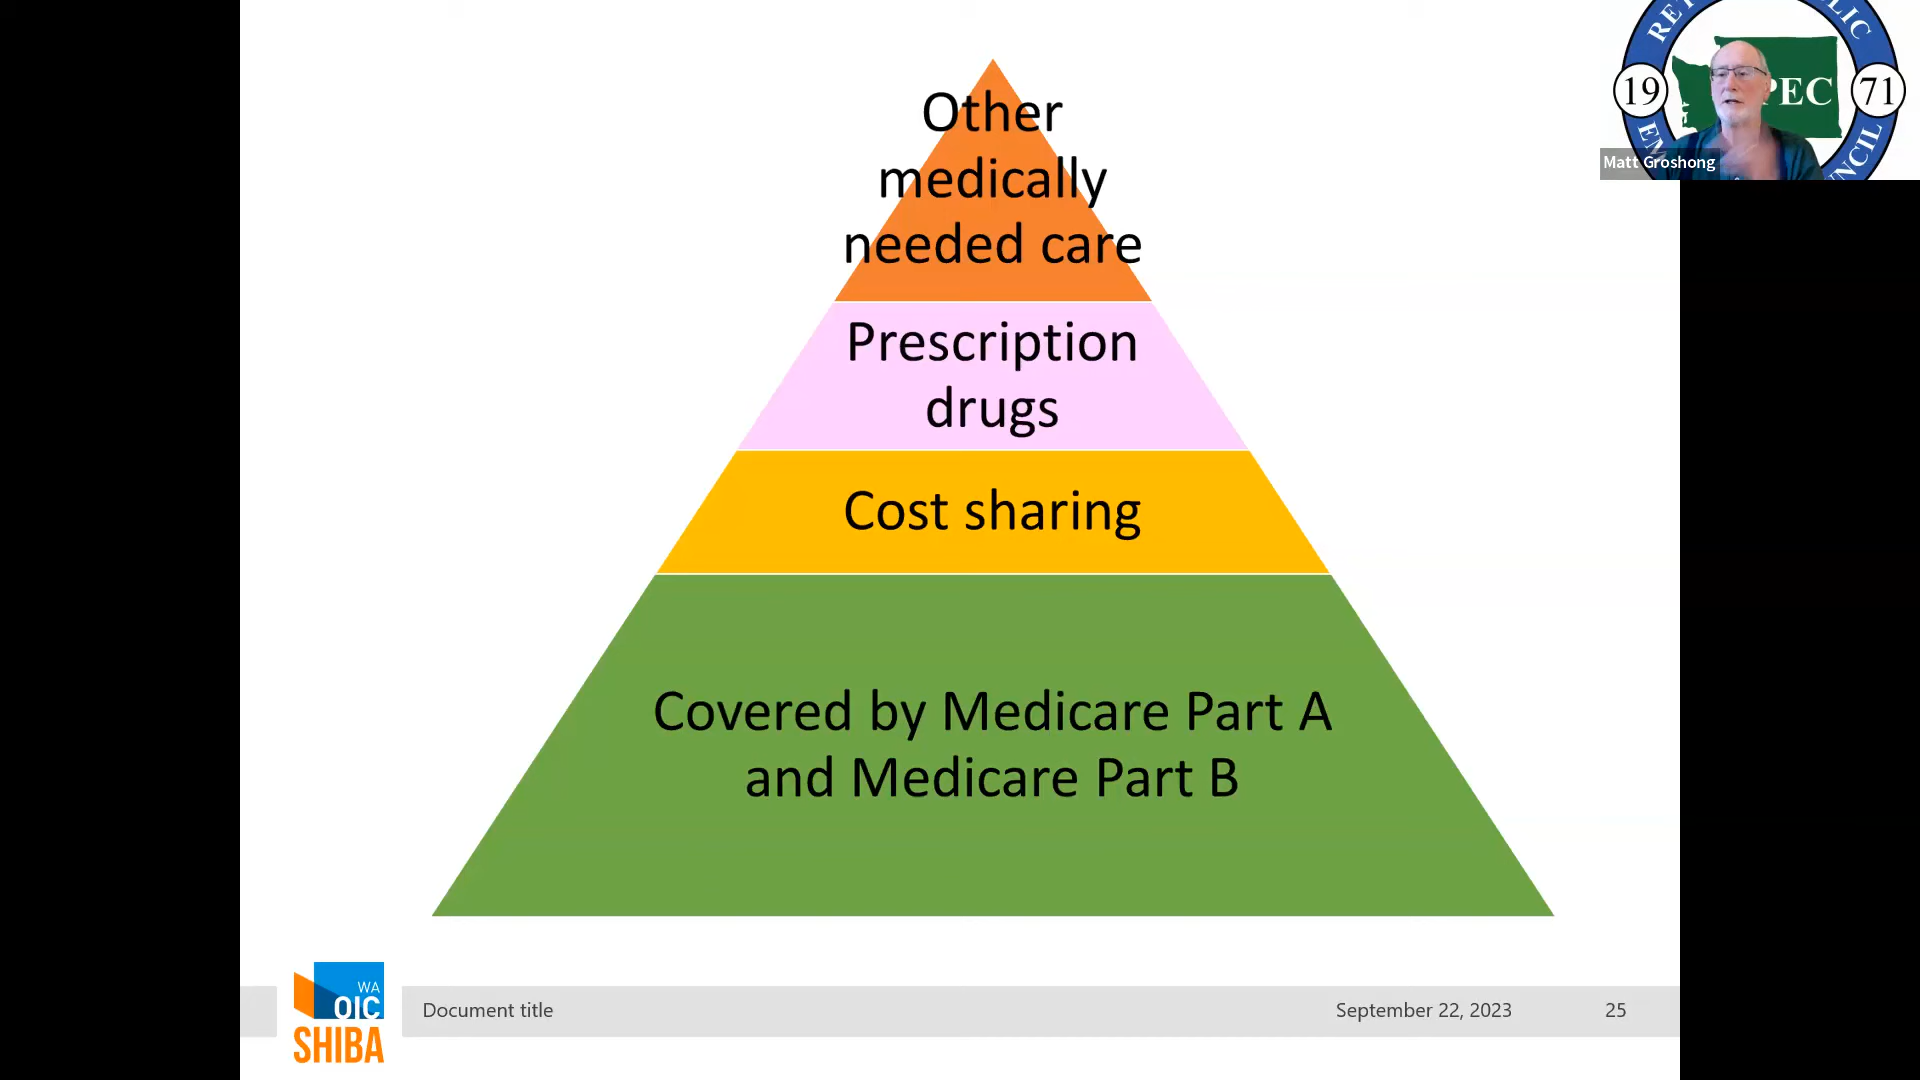 Other
medically
needed care
Prescription
drugs
Cost sharing
Covered by Medicare Part A
and Medicare Part B
19
PEC
71
Matt Groshong
WA
OIC
SHIBA
Document title
September 22, 2023
25